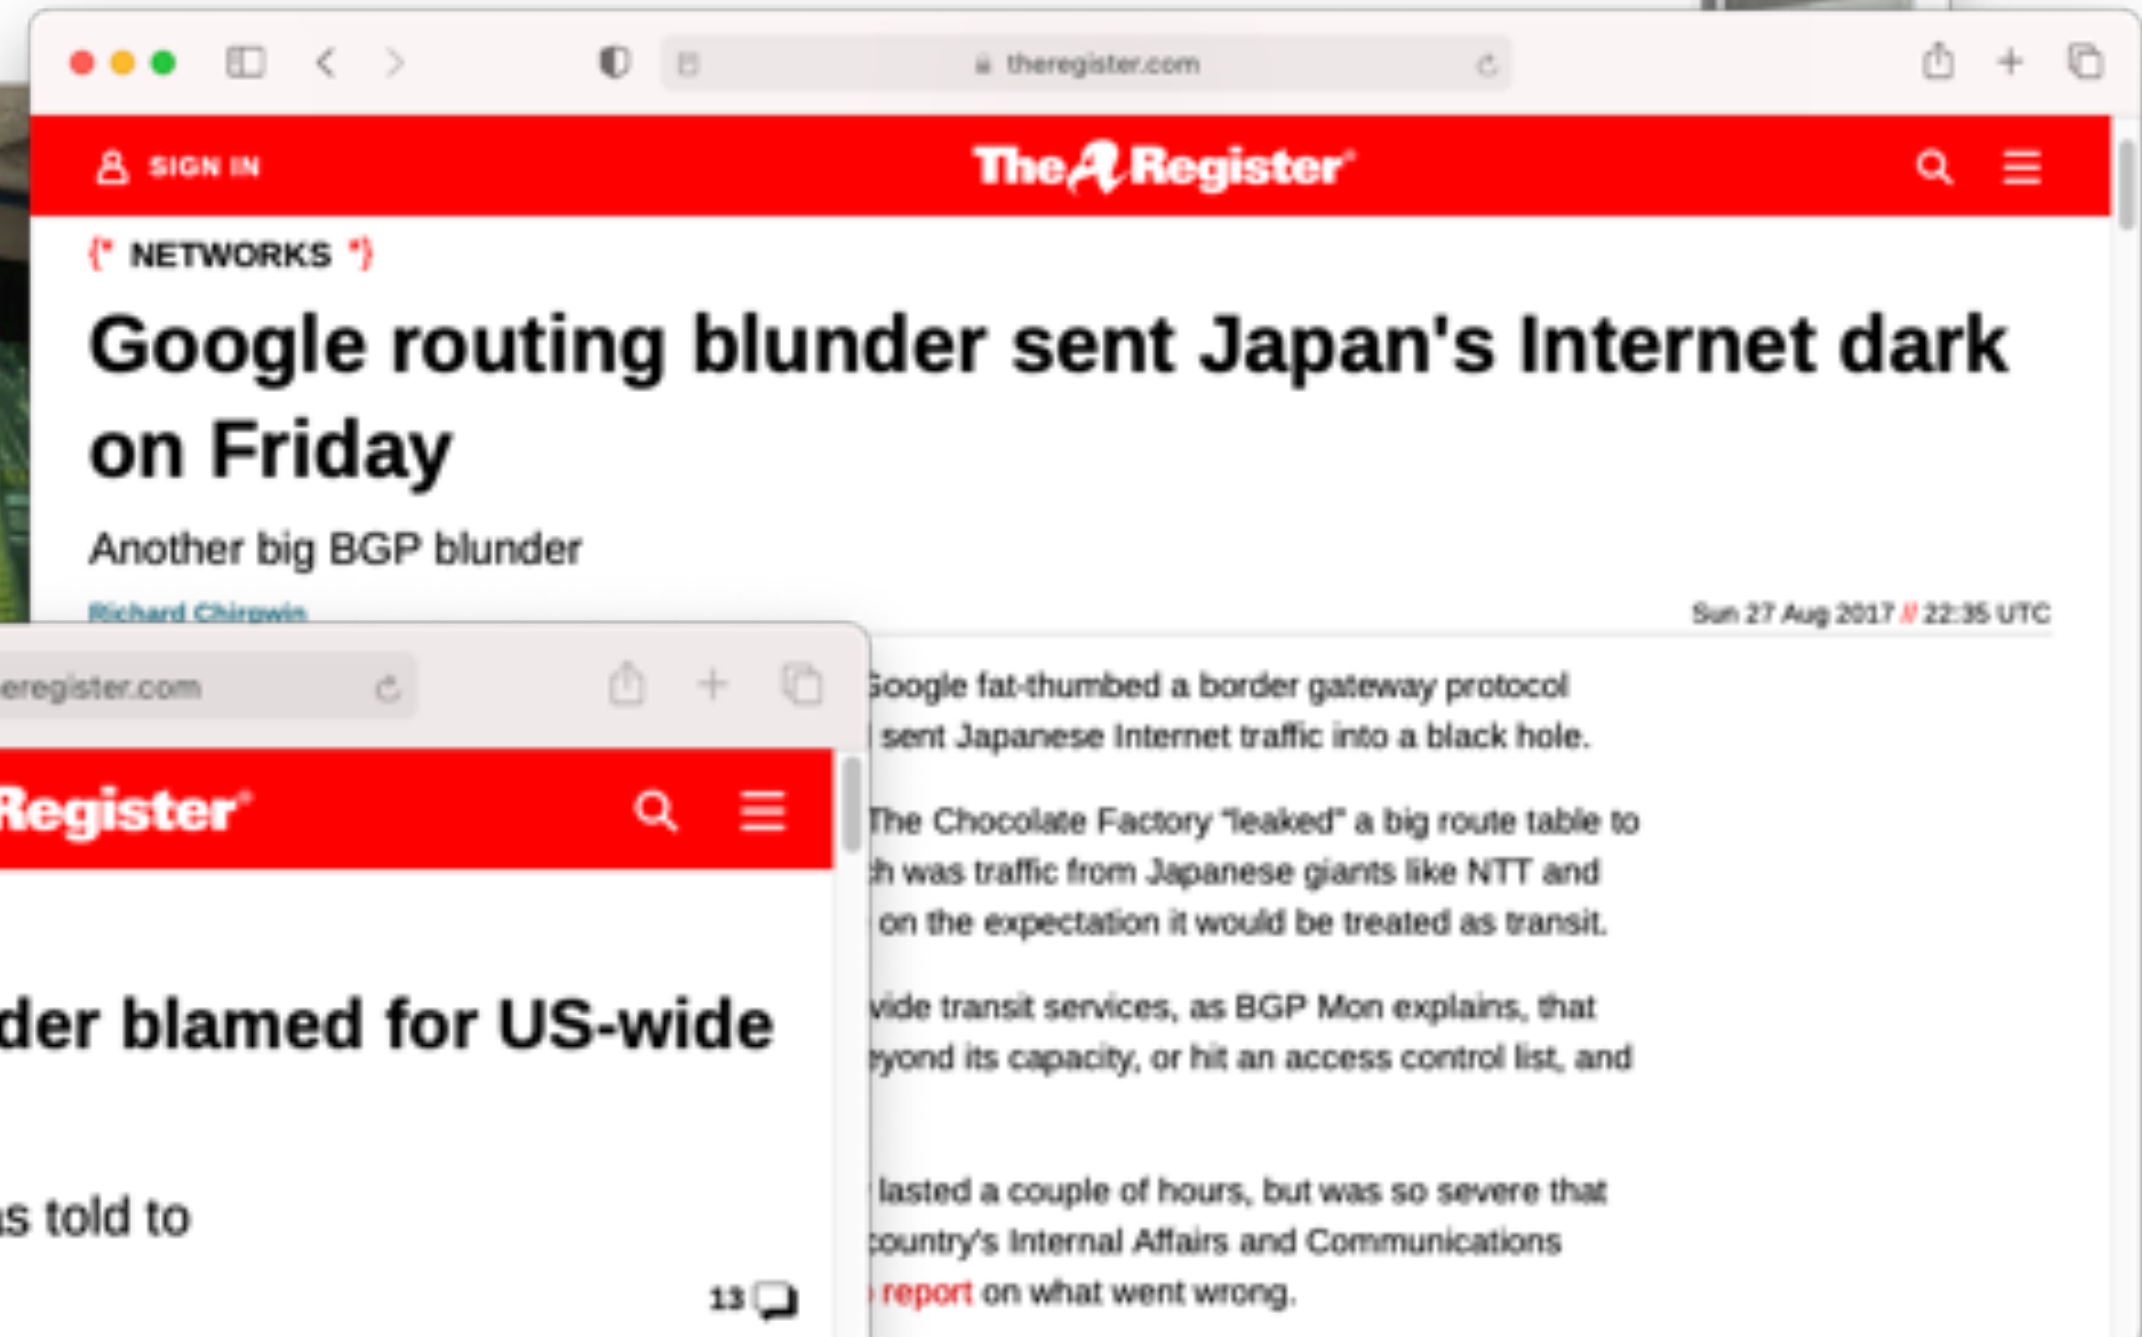 theregister.com
SIGN IN
The Register
{* NETWORKS *}
Google routing blunder sent Japan's Internet dark
on Friday
Another big BGP blunder
Richard Chirgwin
Sun 27 Aug 2017 // 22:35 UTC
Google fat-thumbed a border gateway protocol
sent Japanese Internet traffic into a black hole.
The Chocolate Factory "leaked" a big route table to
ch was traffic from Japanese giants like NTT and
on the expectation it would be treated as transit.
vide transit services, as BGP Mon explains, that
eyond its capacity, or hit an access control list, and
lasted a couple of hours, but was so severe that
country's Internal Affairs and Communications
report on what went wrong.
eregister.com
Register
der blamed for US-wide
as told to
13